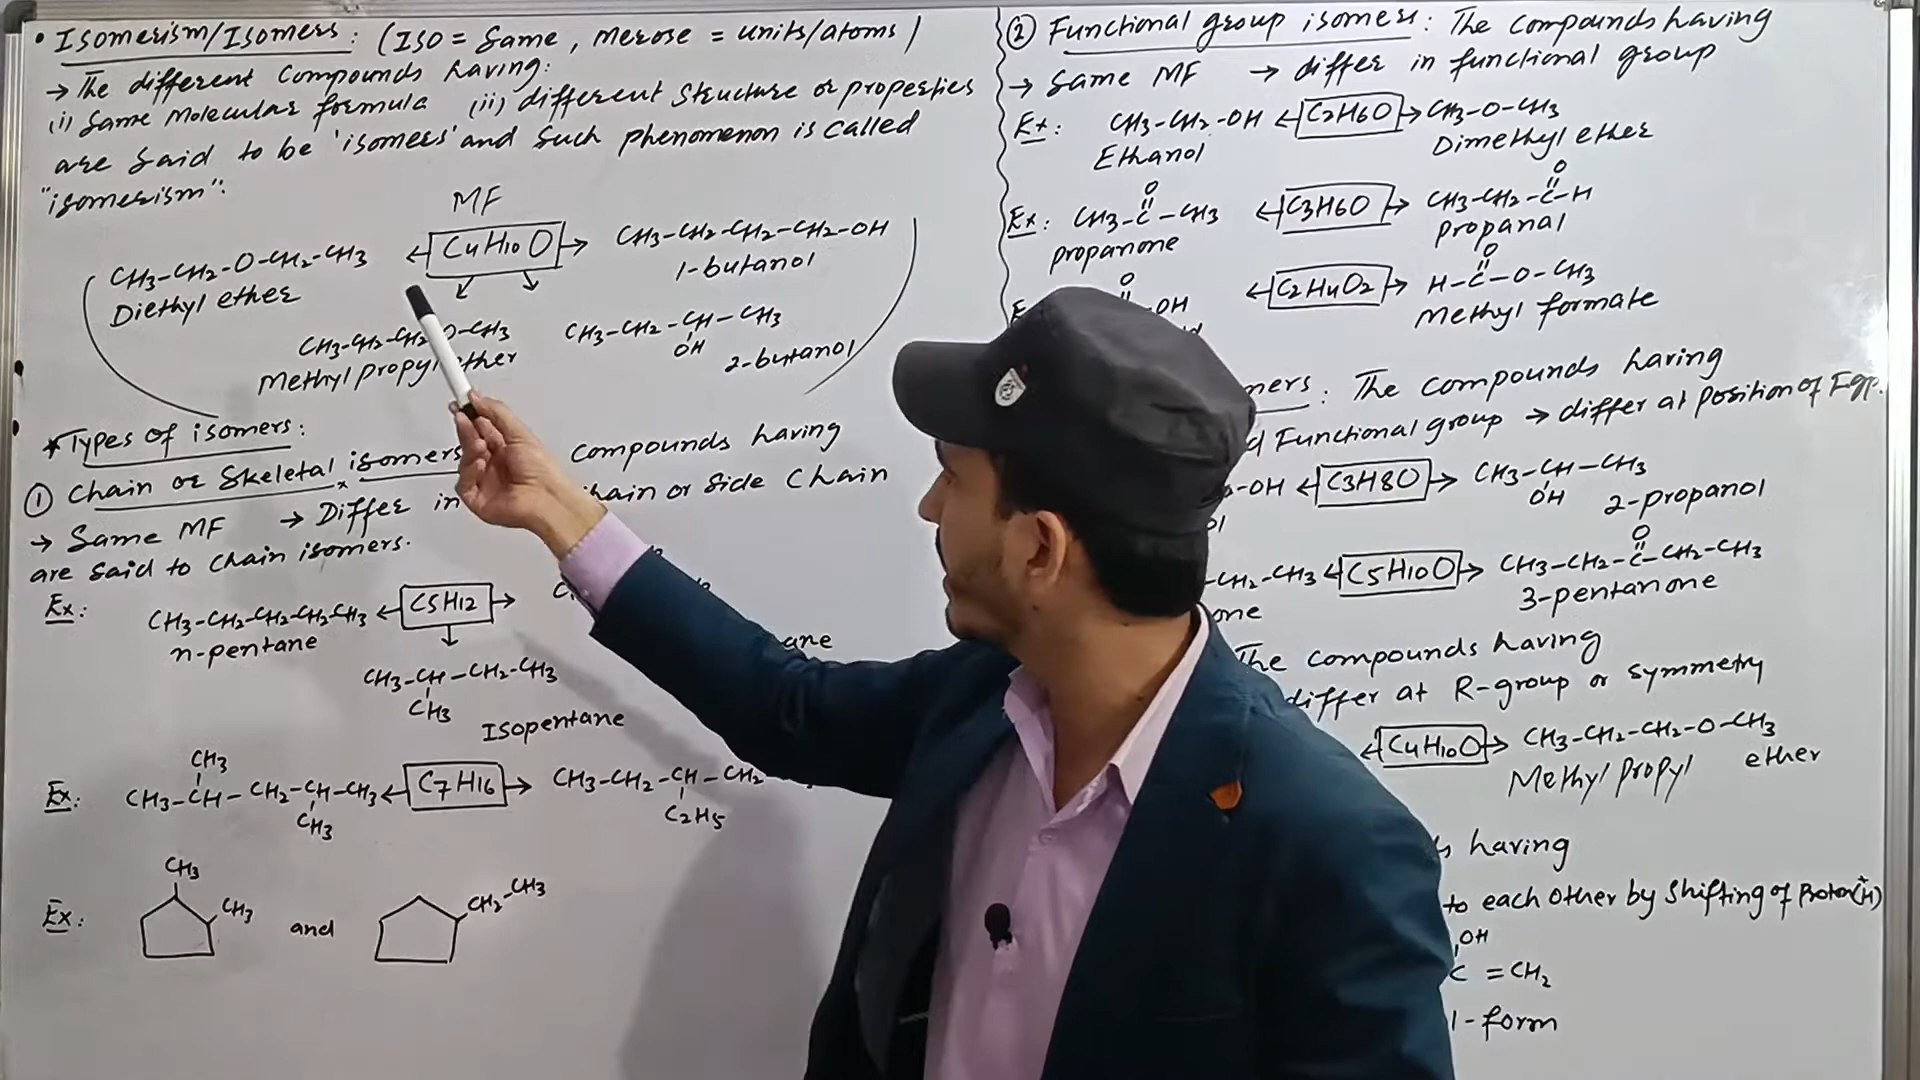 • Isomerism/Isomers: (Iso = Same, merose = units/atoms)
→ The different Compounds having:
(i) Same Molecular formula (ii) different Structure or properties
are said to be 'isomers' and Such phenomenon is called
"isomerism":
MF
C4H10O
CH3-CH2-O-CH2-CH3
Diethyl ether
CH3-CH2-CH2-CH2-OH
1-butanol
CH3-CH2-CH2-O-CH3
Methyl propyl ether
CH3-CH2-CH-CH3
OH
2-butanol
* Types of isomers:
① Chain or Skeletal isomers
compounds having
→ Same MF → Differ in chain or Side Chain
are said to chain isomers.
Ex:
CH3-CH2-CH2-CH2-CH3 ← C5H12 →
n-pentane
CH3-CH-CH2-CH3
CH3
Isopentane
CH3
Ex: CH3-CH-CH2-CH-CH3 ← C7H16 → CH3-CH2-CH-CH2
CH3
C2H5
CH3
Ex: CH3 and CH2-CH3
② Functional group isomers: The compounds having
→ Same MF → differ in functional group
Ex: CH3-CH2-OH ← C2H6O → CH3-O-CH3
Ethanol Dimethyl ether
O O
Ex: CH3-C-CH3 ← C3H6O → CH3-CH2-C-H
propanone propanal
O O
OH ← C2H4O2 → H-C-O-CH3
Methyl formate
mers: The compounds having
d Functional group → differ at position of F.gp.
-OH ← C3H8O → CH3-CH-CH3
OH
2-propanol
O
-CH2-CH3 ← C5H10O → CH3-CH2-C-CH2-CH3
one 3-pentanone
The compounds having
differ at R-group or symmetry
← C4H10O → CH3-CH2-CH2-O-CH3
Methyl propyl ether
having
to each other by shifting of Proton(H+)
OH
C = CH2
1-form